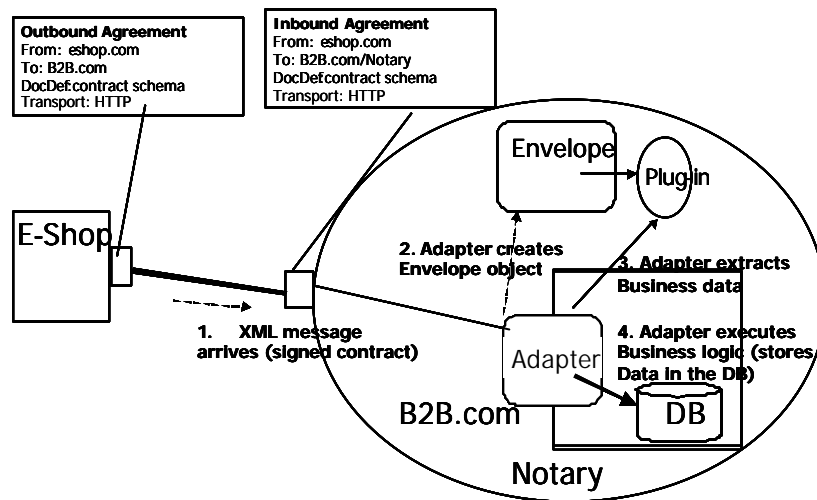 Outbound Agreement
From: eshop.com
To: B2B.com
DocDef:contract schema
Transport: HTTP
Inbound Agreement
From: eshop.com
To: B2B.com/Notary
DocDef:contract schema
Transport: HTTP
Envelope
Plug-in
E-Shop
2. Adapter creates
Envelope object
3. Adapter extracts
Business data
1. XML message
arrives (signed contract)
4. Adapter executes
Business logic (stores
Data in the DB)
Adapter
B2B.com
DB
Notary